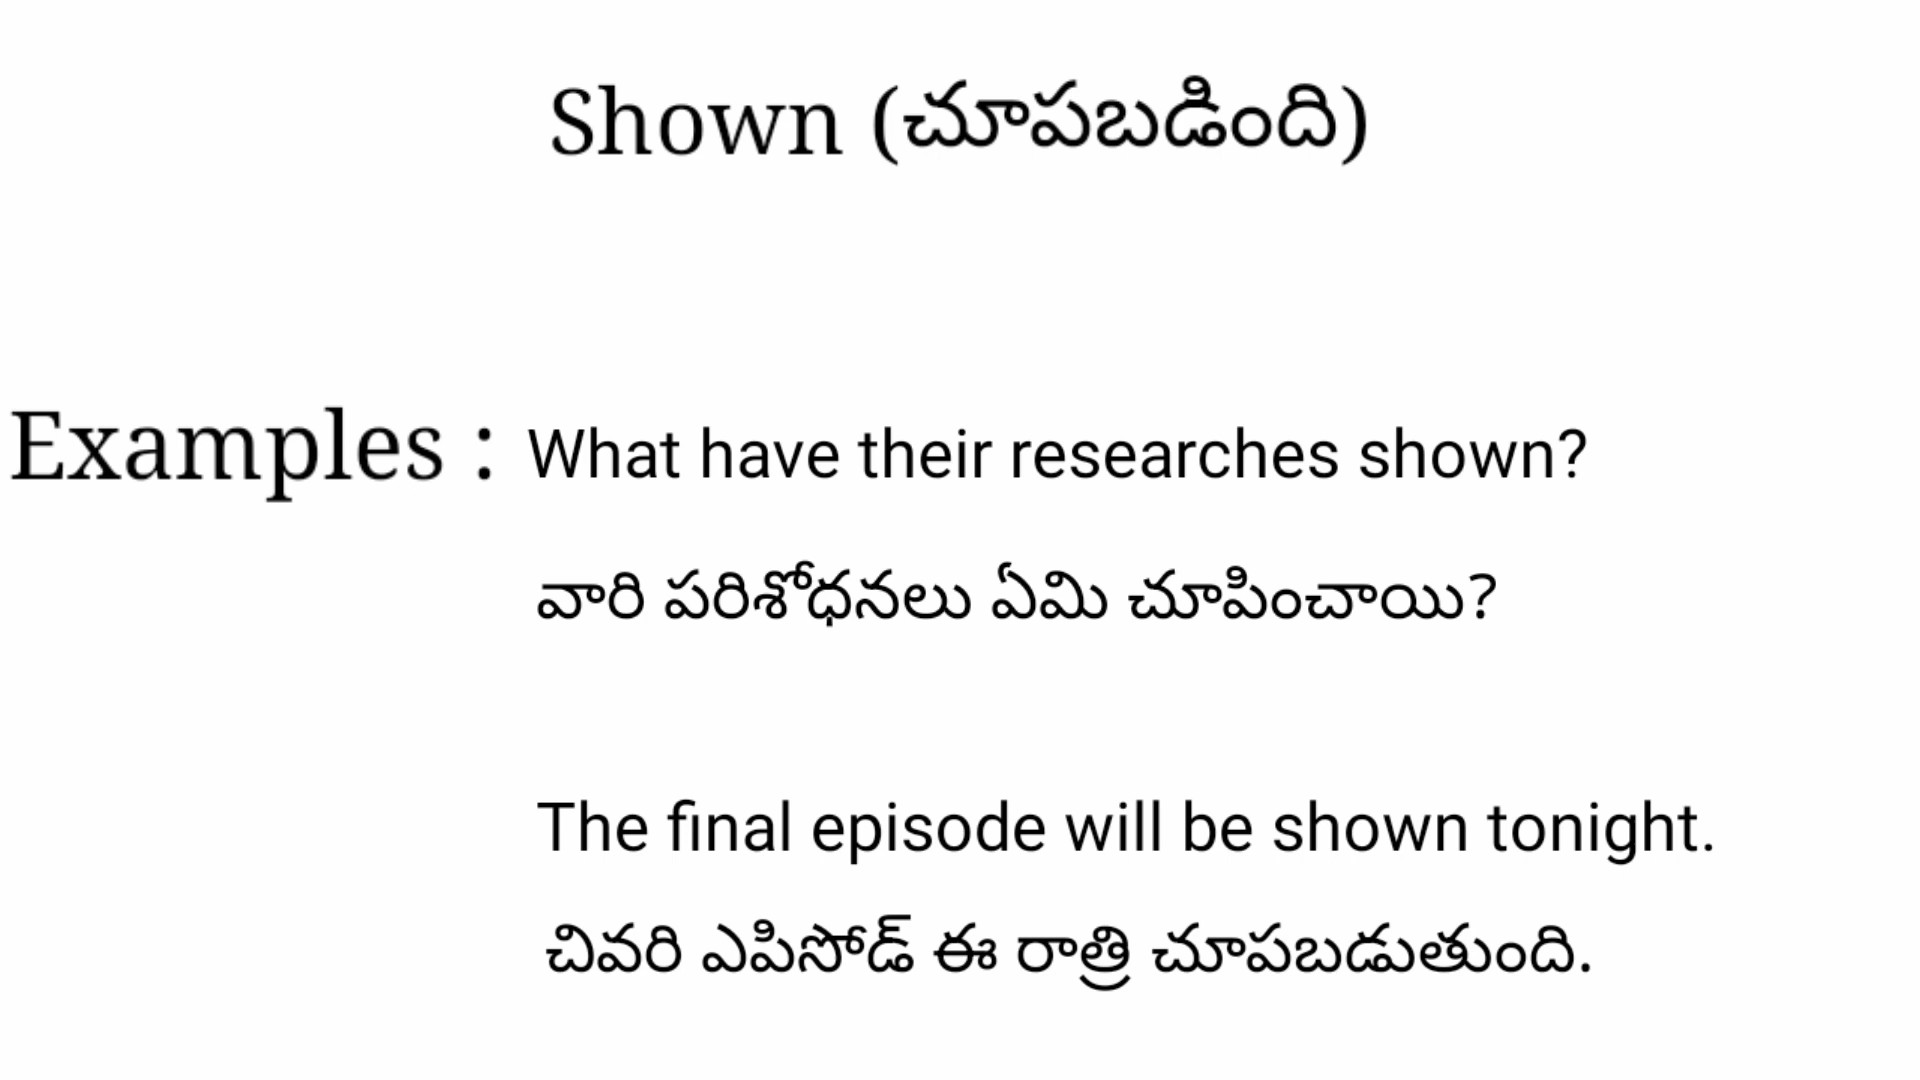 Shown (చూపబడింది)
Examples : What have their researches shown?
వారి పరిశోధనలు ఏమి చూపించాయి?
The final episode will be shown tonight.
చివరి ఎపిసోడ్ ఈ రాత్రి చూపబడుతుంది.